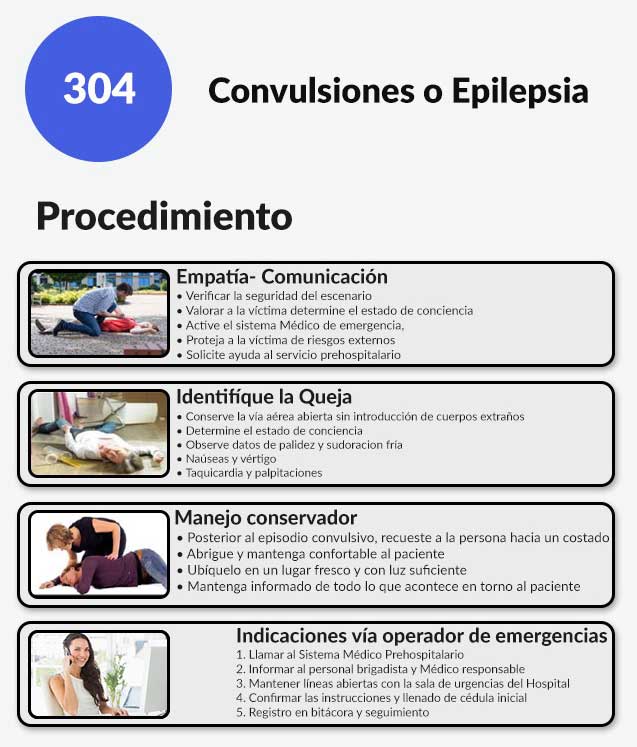 304
Convulsiones o Epilepsia
Procedimiento
Empatía- Comunicación
• Verificar la seguridad del escenario
• Valorar a la víctima determine el estado de conciencia
• Active el sistema Médico de emergencia,
• Proteja a la víctima de riesgos externos
• Solicite ayuda al servicio prehospitalario
Identifíque la Queja
• Conserve la vía aérea abierta sin introducción de cuerpos extraños
• Determine el estado de conciencia
• Observe datos de palidez y sudoracion fría
• Naúseas y vértigo
• Taquicardia y palpitaciones
Manejo conservador
• Posterior al episodio convulsivo, recueste a la persona hacia un costado
• Abrigue y mantenga confortable al paciente
• Ubíquelo en un lugar fresco y con luz suficiente
• Mantenga informado de todo lo que acontece en torno al paciente
Indicaciones vía operador de emergencias
1. Llamar al Sistema Médico Prehospitalario
2. Informar al personal brigadista y Médico responsable
3. Mantener líneas abiertas con la sala de urgencias del Hospital
4. Confirmar las instrucciones y llenado de cédula inicial
5. Registro en bitácora y seguimiento